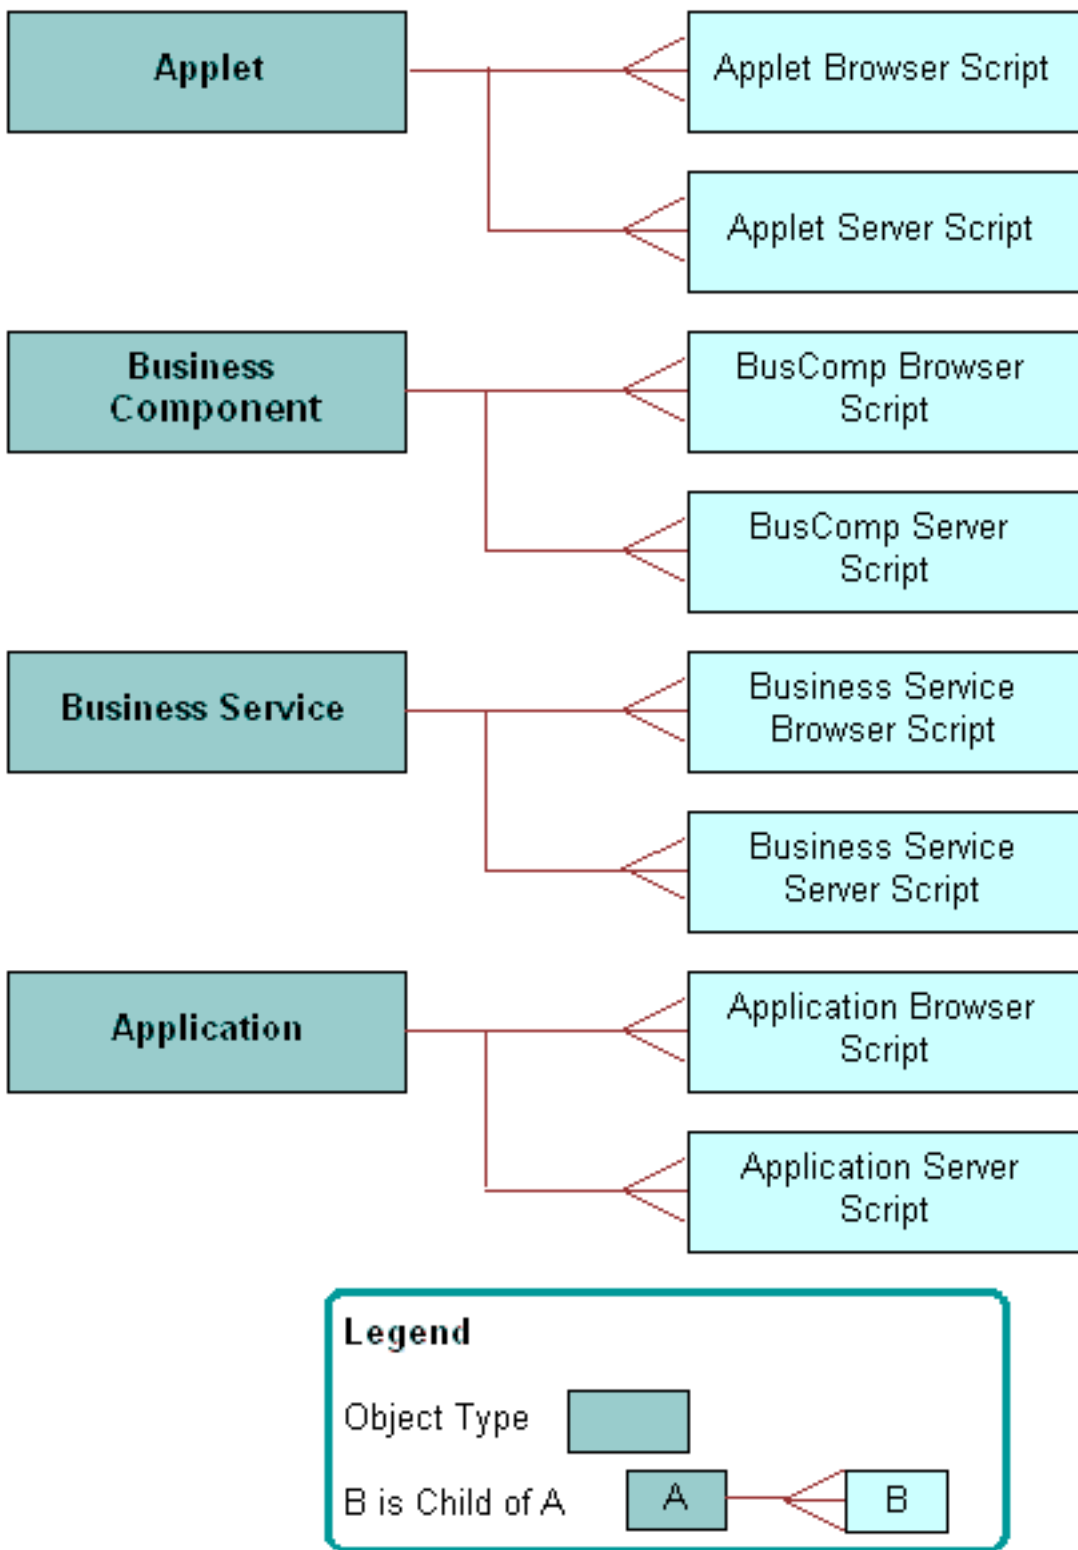 Applet
Applet Browser Script
Applet Server Script
Business
Component
BusComp Browser
Script
BusComp Server
Script
Business Service
Business Service
Browser Script
Business Service
Server Script
Application
Application Browser
Script
Application Server
Script
Legend
Object Type
B is Child of A
A
B